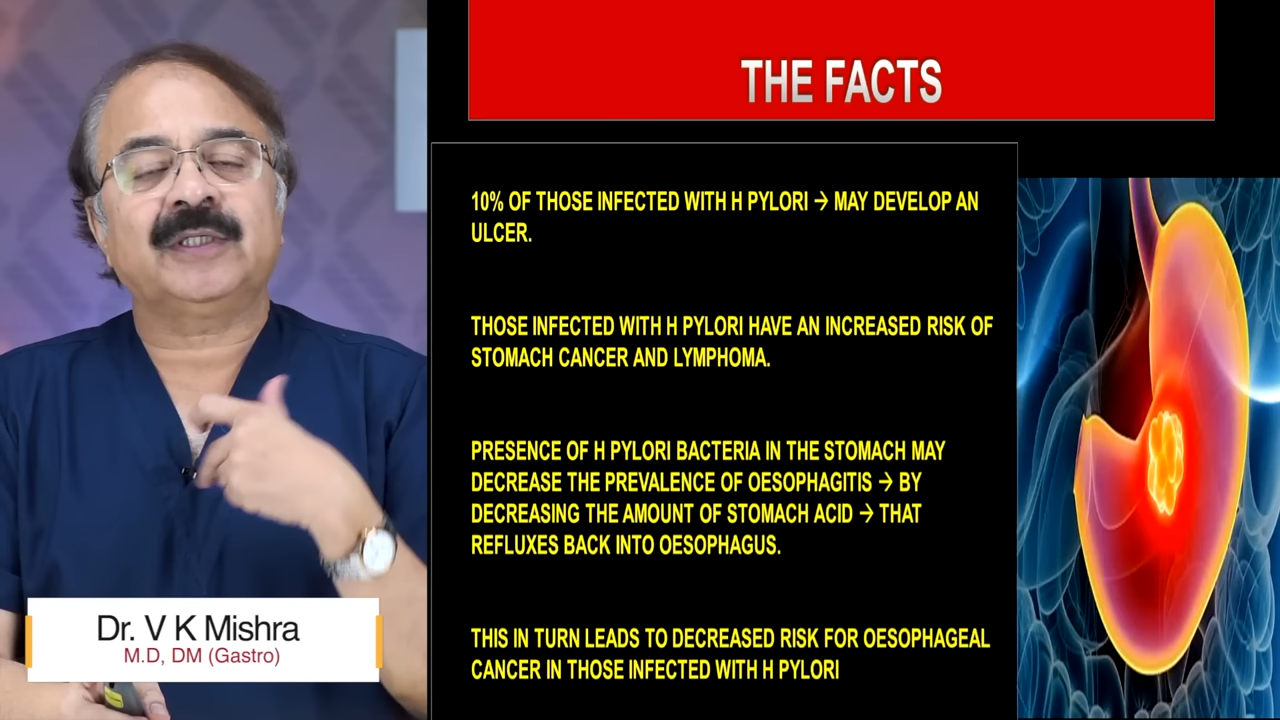 THE FACTS
10% OF THOSE INFECTED WITH H PYLORI → MAY DEVELOP AN
ULCER.
THOSE INFECTED WITH H PYLORI HAVE AN INCREASED RISK OF
STOMACH CANCER AND LYMPHOMA.
PRESENCE OF H PYLORI BACTERIA IN THE STOMACH MAY
DECREASE THE PREVALENCE OF OESOPHAGITIS → BY
DECREASING THE AMOUNT OF STOMACH ACID → THAT
REFLUXES BACK INTO OESOPHAGUS.
THIS IN TURN LEADS TO DECREASED RISK FOR OESOPHAGEAL
CANCER IN THOSE INFECTED WITH H PYLORI
Dr. V K Mishra
M.D, DM (Gastro)